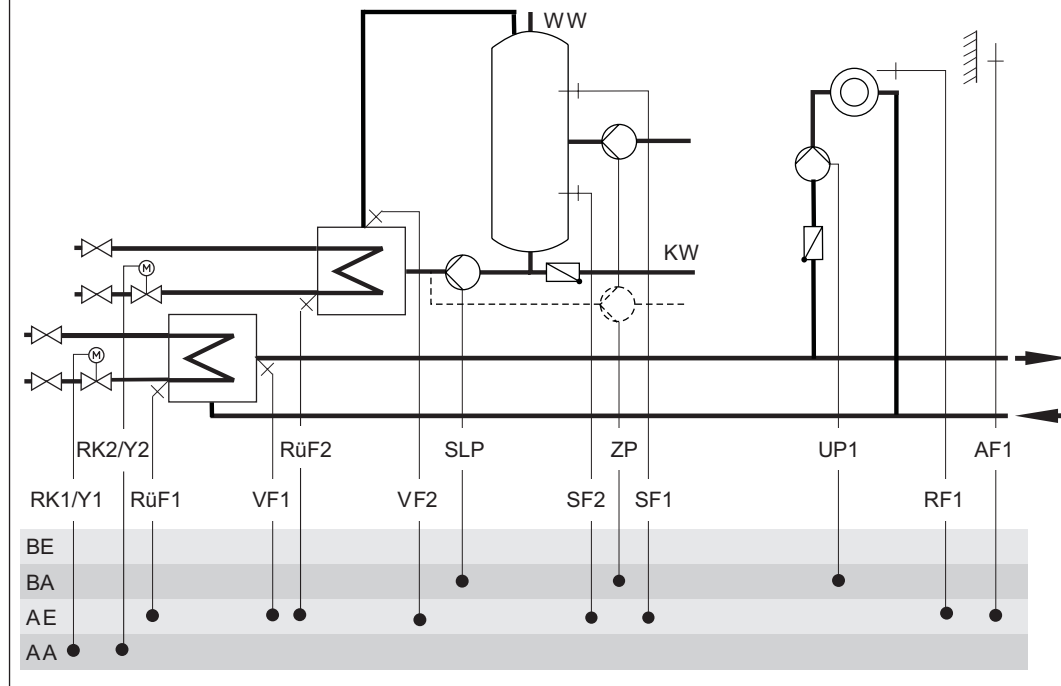 WW
KW
M
M
RK2/Y2 RüF2 SLP ZP UP1 AF1
RK1/Y1 RüF1 VF1 VF2 SF2 SF1 RF1
BE
BA
AE
AA